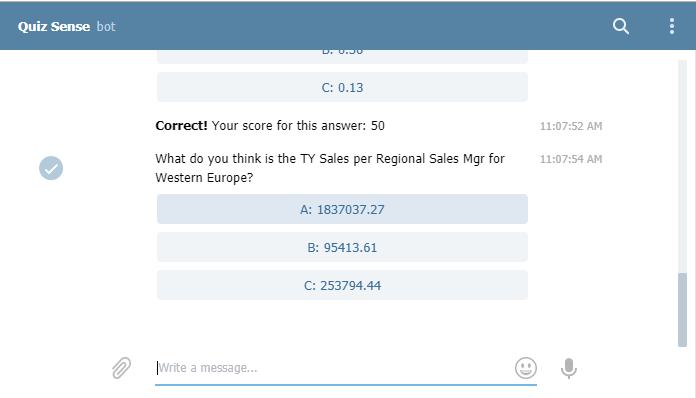 Quiz Sense bot
C: 0.13
Correct! Your score for this answer: 50 11:07:52 AM
What do you think is the TY Sales per Regional Sales Mgr for 11:07:54 AM
Western Europe?
A: 1837037.27
B: 95413.61
C: 253794.44
Write a message...